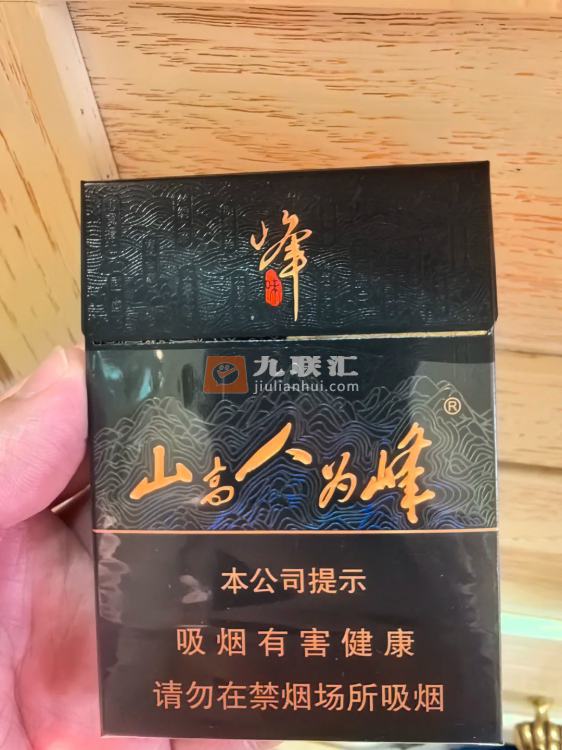 峰
味
九联汇
jiulianhui.com
山高人为峰®
本公司提示
吸烟有害健康
请勿在禁烟场所吸烟